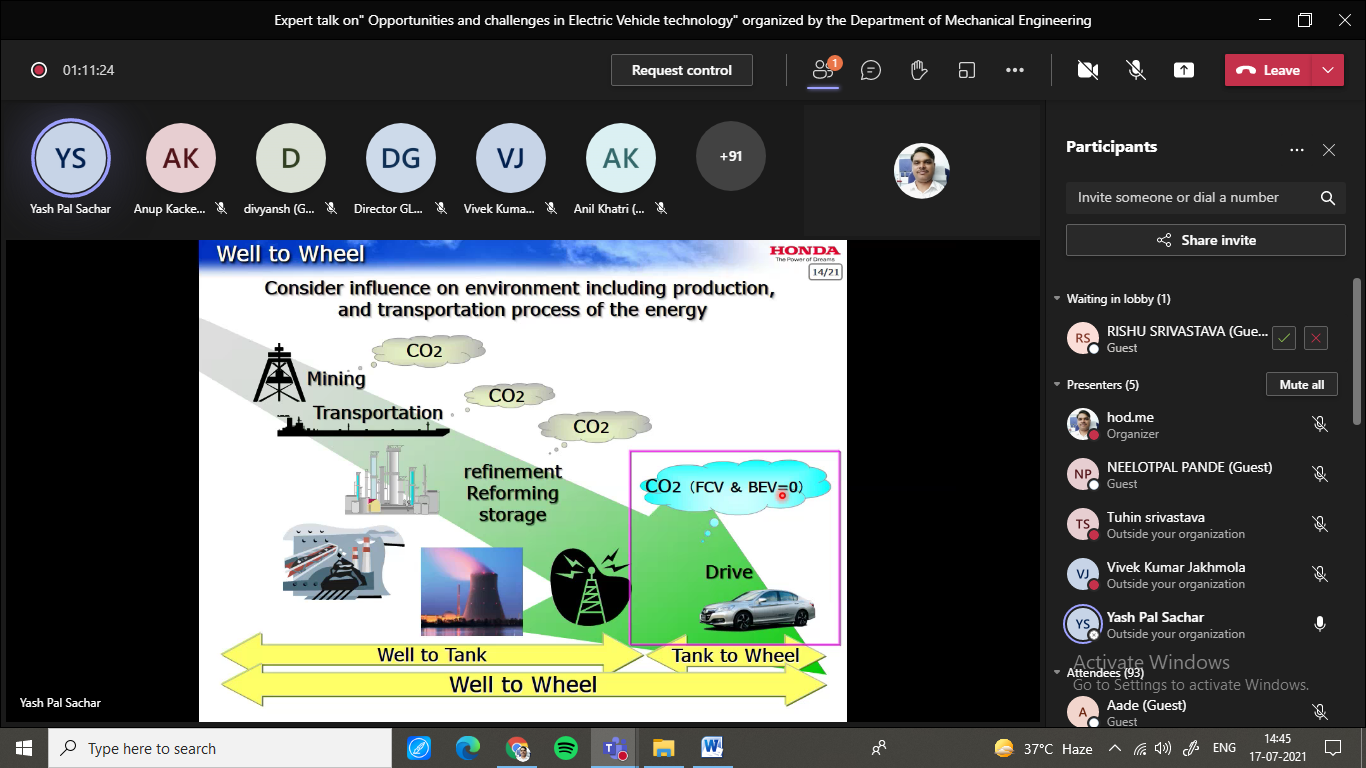 Expert talk on" Opportunities and challenges in Electric Vehicle technology" organized by the Department of Mechanical Engineering
01:11:24
Request control
1
Leave
YS
AK
D
DG
VJ
AK
+91
Yash Pal Sachar
Anup Kacke...
divyansh (G...
Director GL...
Vivek Kuma...
Anil Khatri (...
Participants
Invite someone or dial a number
Share invite
Waiting in lobby (1)
RS
RISHU SRIVASTAVA (Gue...
Guest
Presenters (5)
Mute all
hod.me
Organizer
NP
NEELOTPAL PANDE (Guest)
Guest
TS
Tuhin srivastava
Outside your organization
VJ
Vivek Kumar Jakhmola
Outside your organization
YS
Yash Pal Sachar
Outside your organization
Attendees (93)
A
Aade (Guest)
Guest
Activate Windows
Go to Settings to activate Windows.
Well to Wheel
HONDA
The Power of Dreams
14/21
Consider influence on environment including production,
and transportation process of the energy
CO2
Mining
CO2
Transportation
CO2
refinement
Reforming
storage
CO2 (FCV & BEV=0)
Drive
Well to Tank
Tank to Wheel
Well to Wheel
Yash Pal Sachar
Type here to search
37°C Haze
ENG
14:45
17-07-2021